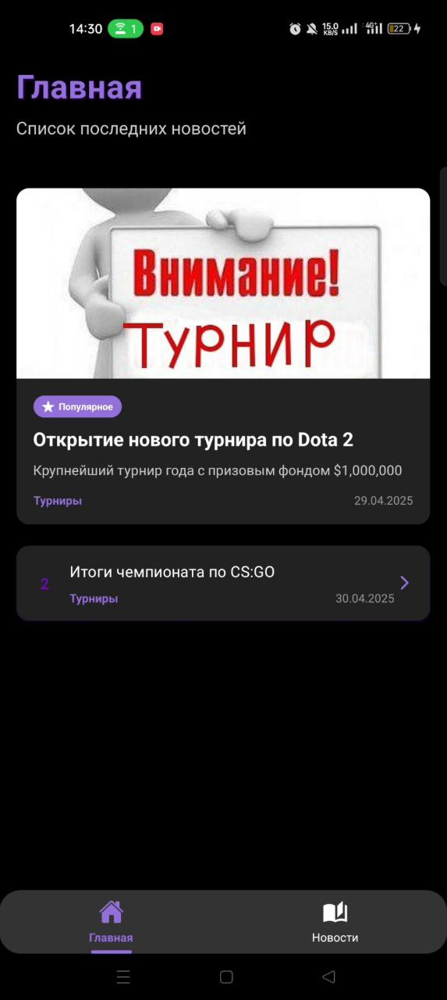 14:30 1 15.0 KB/S 4G+ 22
Главная
Список последних новостей
Внимание!
Турнир
Популярное
Открытие нового турнира по Dota 2
Крупнейший турнир года с призовым фондом $1,000,000
Турниры 29.04.2025
2 Итоги чемпионата по CS:GO
Турниры 30.04.2025
Главная Новости